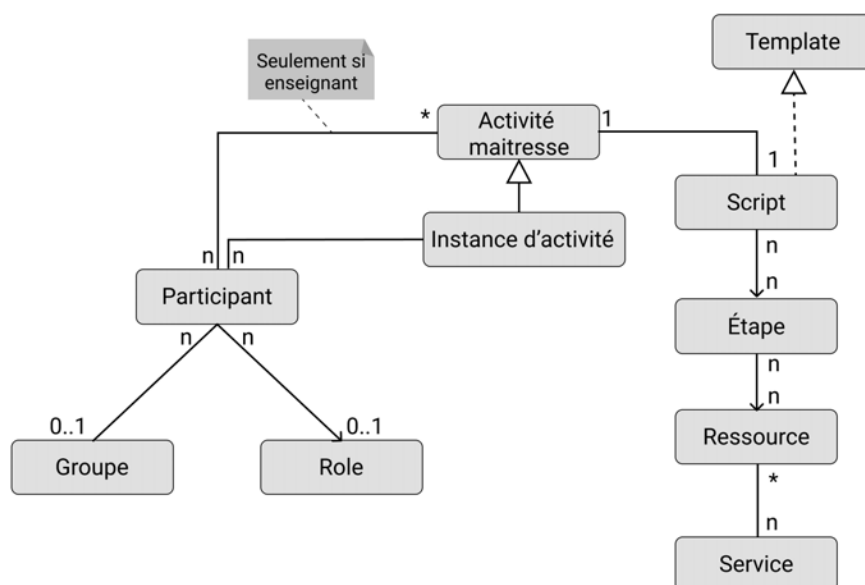 Template
Seulement si
enseignant
* Activité 1
maitresse
1
Script
Instance d'activité
n n
n
n
Participant
Étape
n n
n
n
0..1 0..1
Ressource
Groupe Role
*
n
Service